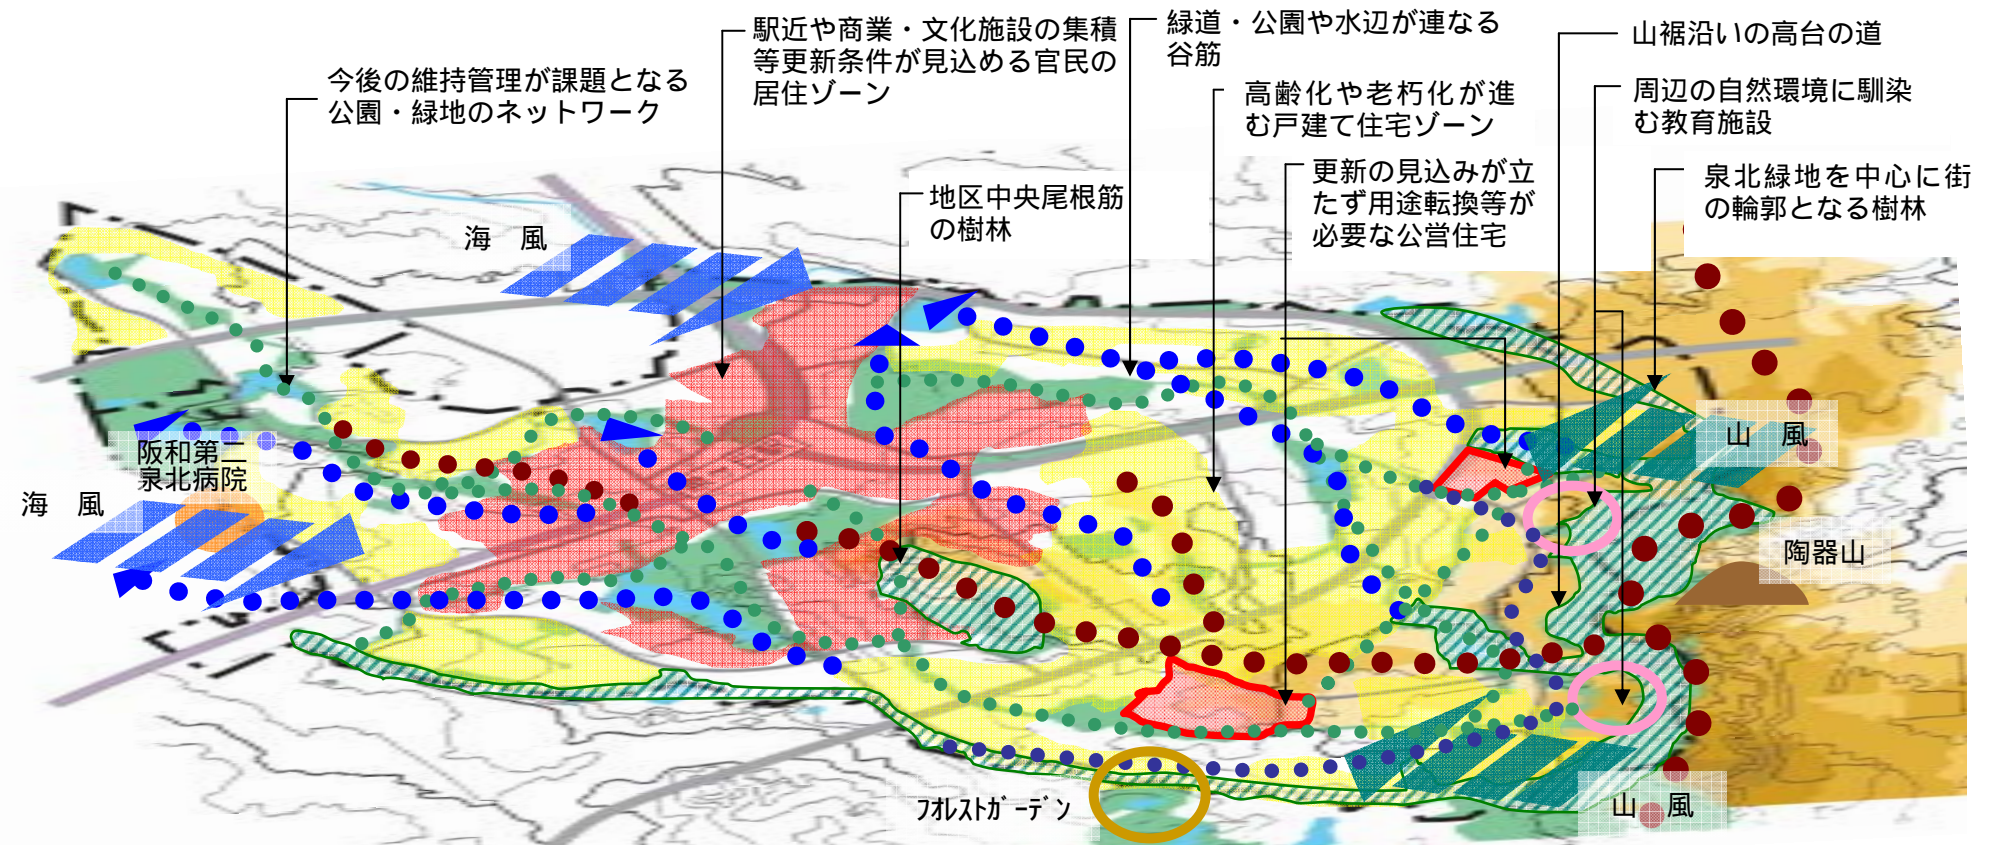 今後の維持管理が課題となる
公園・緑地のネットワーク
駅近や商業・文化施設の集積
等更新条件が見込める官民の
居住ゾーン
緑道・公園や水辺が連なる
谷筋
高齢化や老朽化が進
む戸建て住宅ゾーン
山裾沿いの高台の道
周辺の自然環境に馴染
む教育施設
更新の見込みが立
たず用途転換等が
必要な公営住宅
泉北緑地を中心に街
の輪郭となる樹林
地区中央尾根筋
の樹林
海　風
阪和第二
泉北病院
海　風
山　風
陶器山
山　風
ﾌｫﾚｽﾄｶﾞｰﾃﾞﾝ